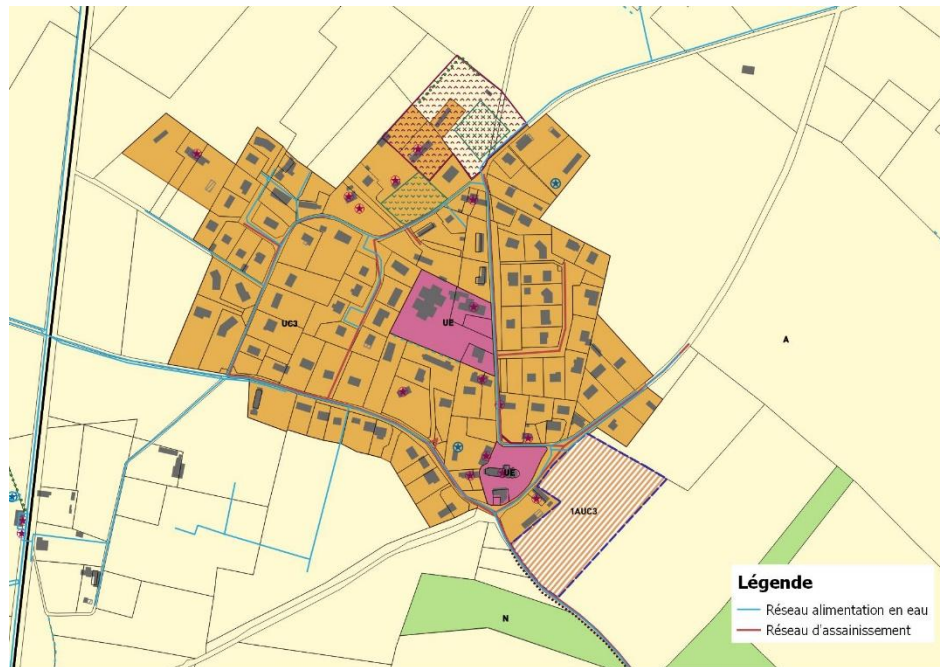 UC3
UE
A
UE
1AUC3
N
Légende
Réseau alimentation en eau
Réseau d'assainissement